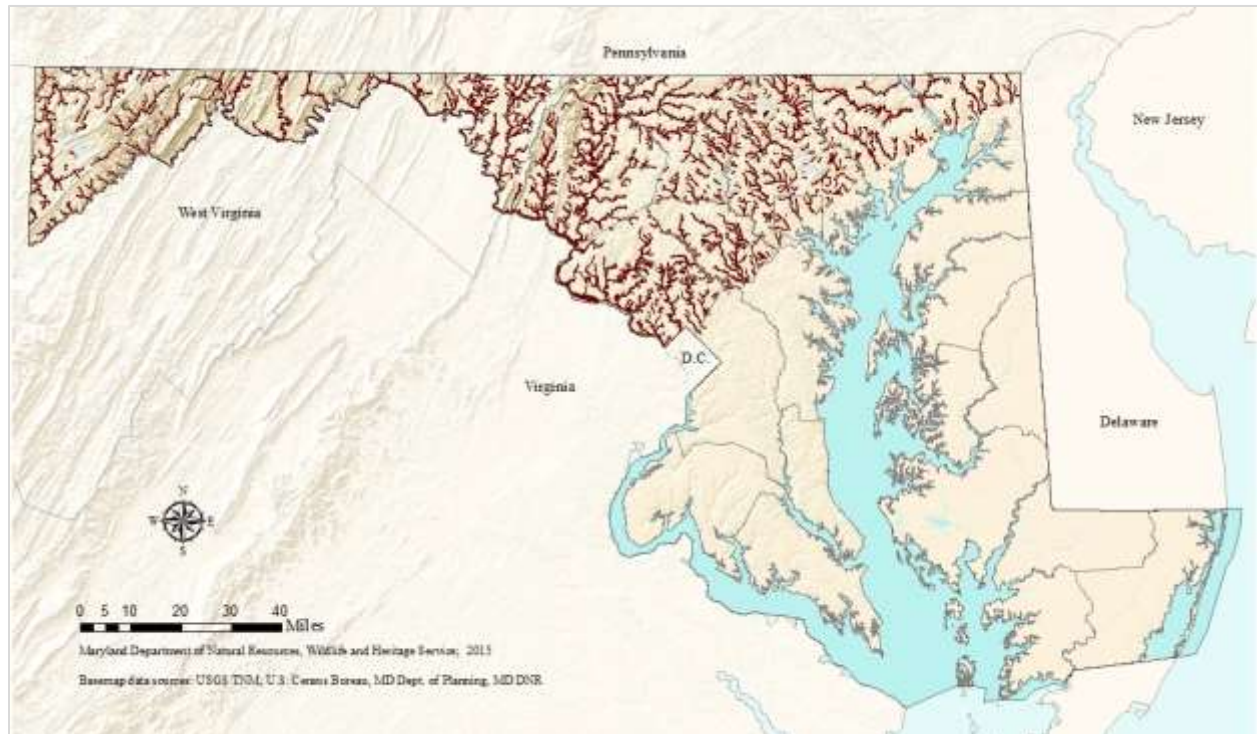 Pennsylvania
New Jersey
West Virginia
D.C.
Virginia
Delaware
N
W E
S
0 5 10 20 30 40
Miles
Maryland Department of Natural Resources, Wildlife and Heritage Service, 2015
Basemap data sources: USGS TNM, U.S. Census Bureau, MD Dept. of Planning, MD DNR